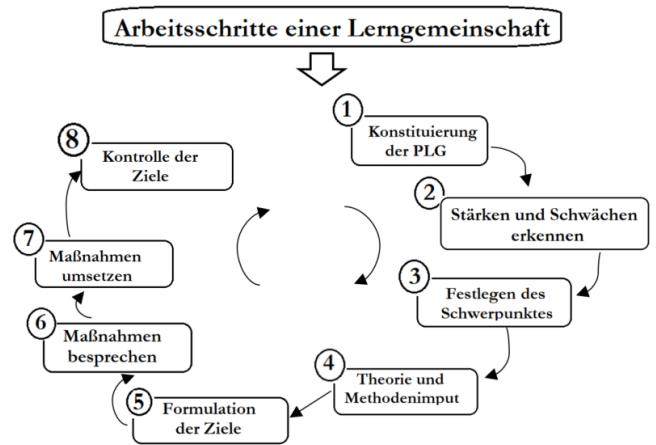 Arbeitsschritte einer Lerngemeinschaft
1
Konstituierung
der PLG
2
Stärken und Schwächen
erkennen
3
Festlegen des
Schwerpunktes
4
Theorie und
Methodenimput
5
Formulation
der Ziele
6
Maßnahmen
besprechen
7
Maßnahmen
umsetzen
8
Kontrolle der
Ziele